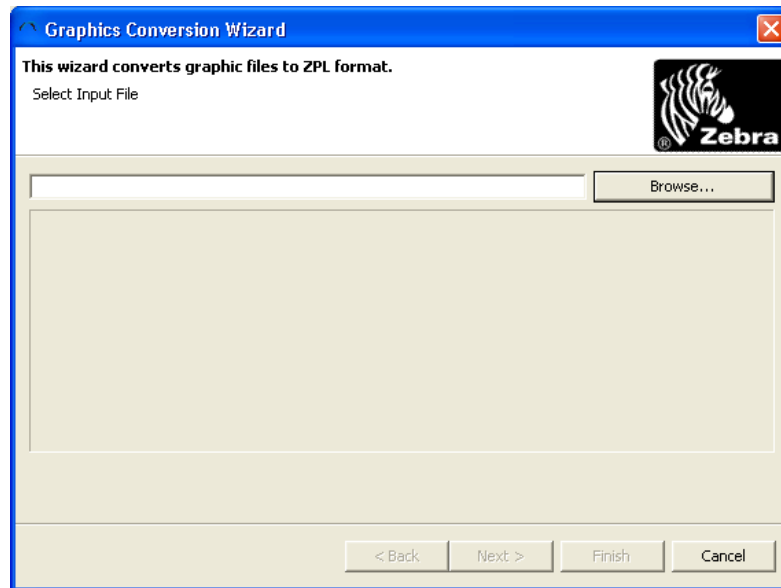 Graphics Conversion Wizard
This wizard converts graphic files to ZPL format.
Select Input File
® Zebra
Browse...
< Back Next > Finish Cancel